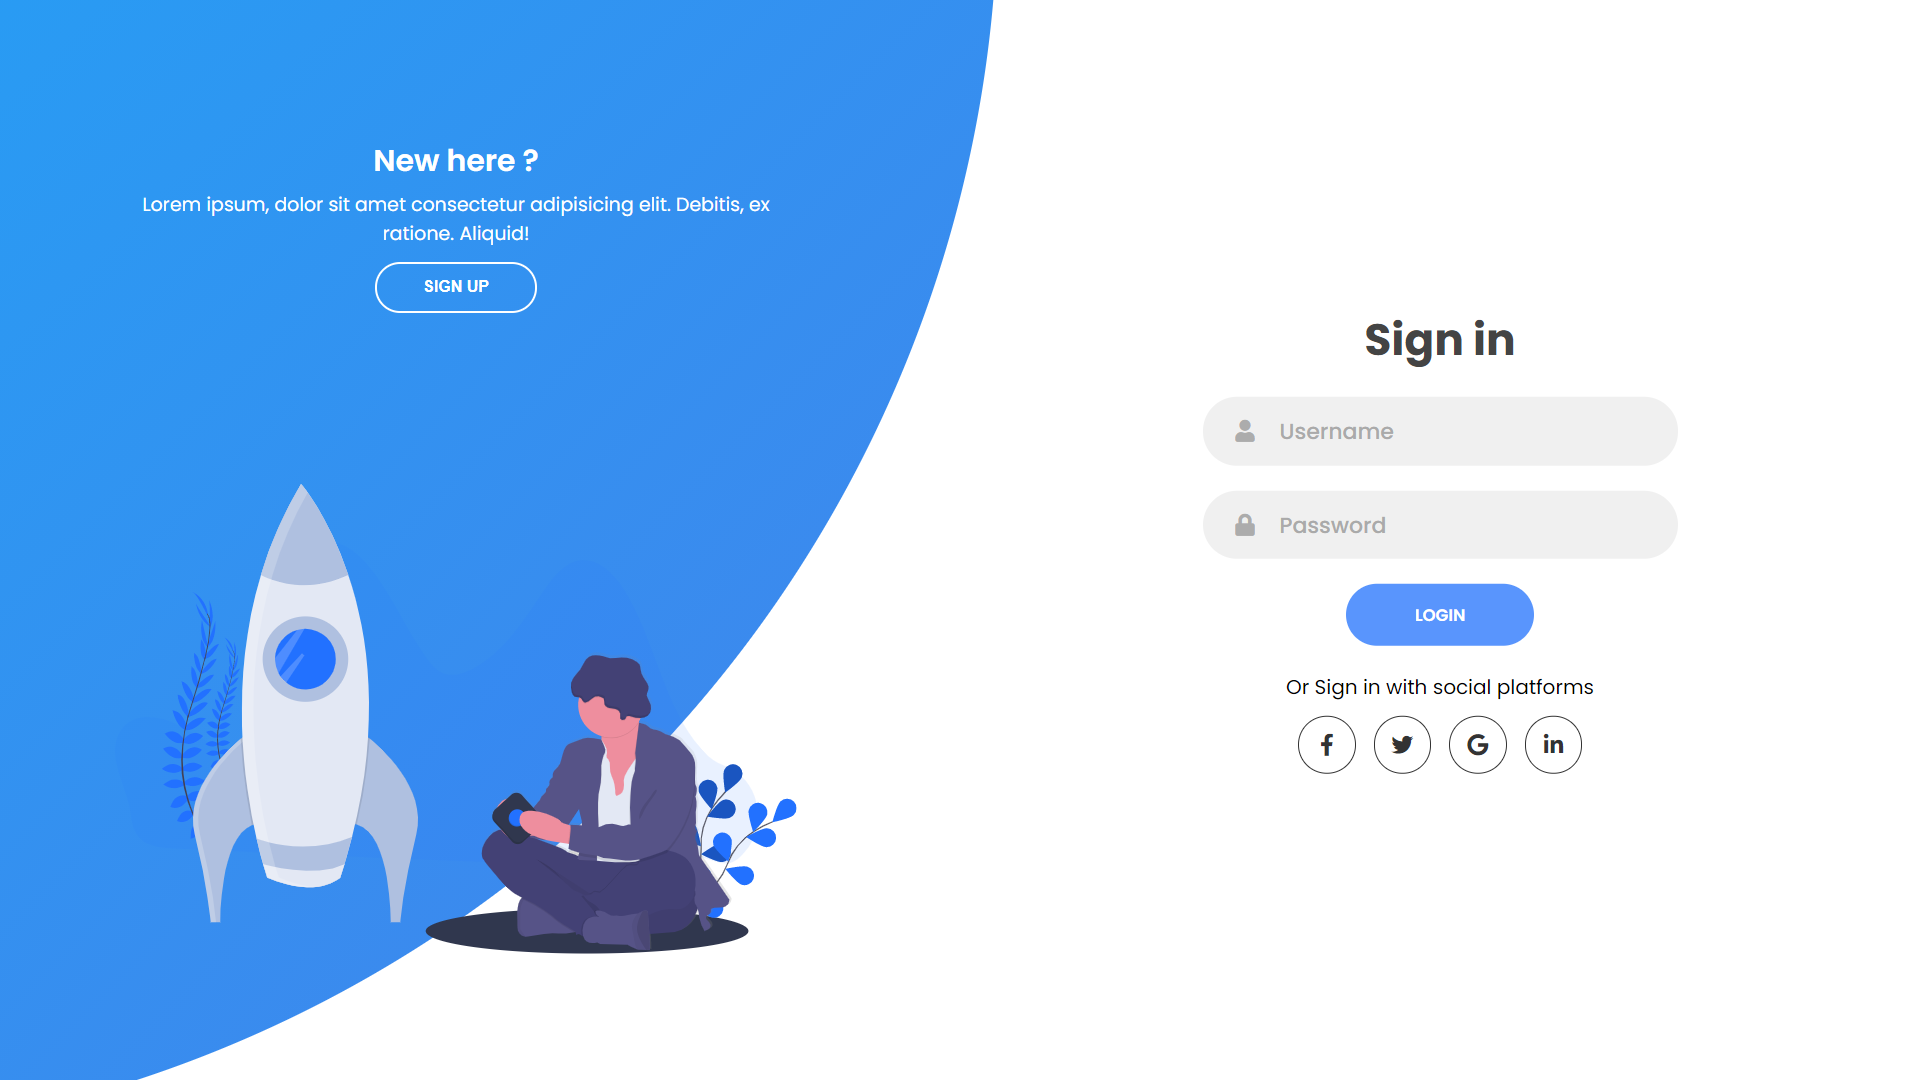 New here ?
Lorem ipsum, dolor sit amet consectetur adipisicing elit. Debitis, ex
ratione. Aliquid!
SIGN UP
Sign in
Username
Password
LOGIN
Or Sign in with social platforms